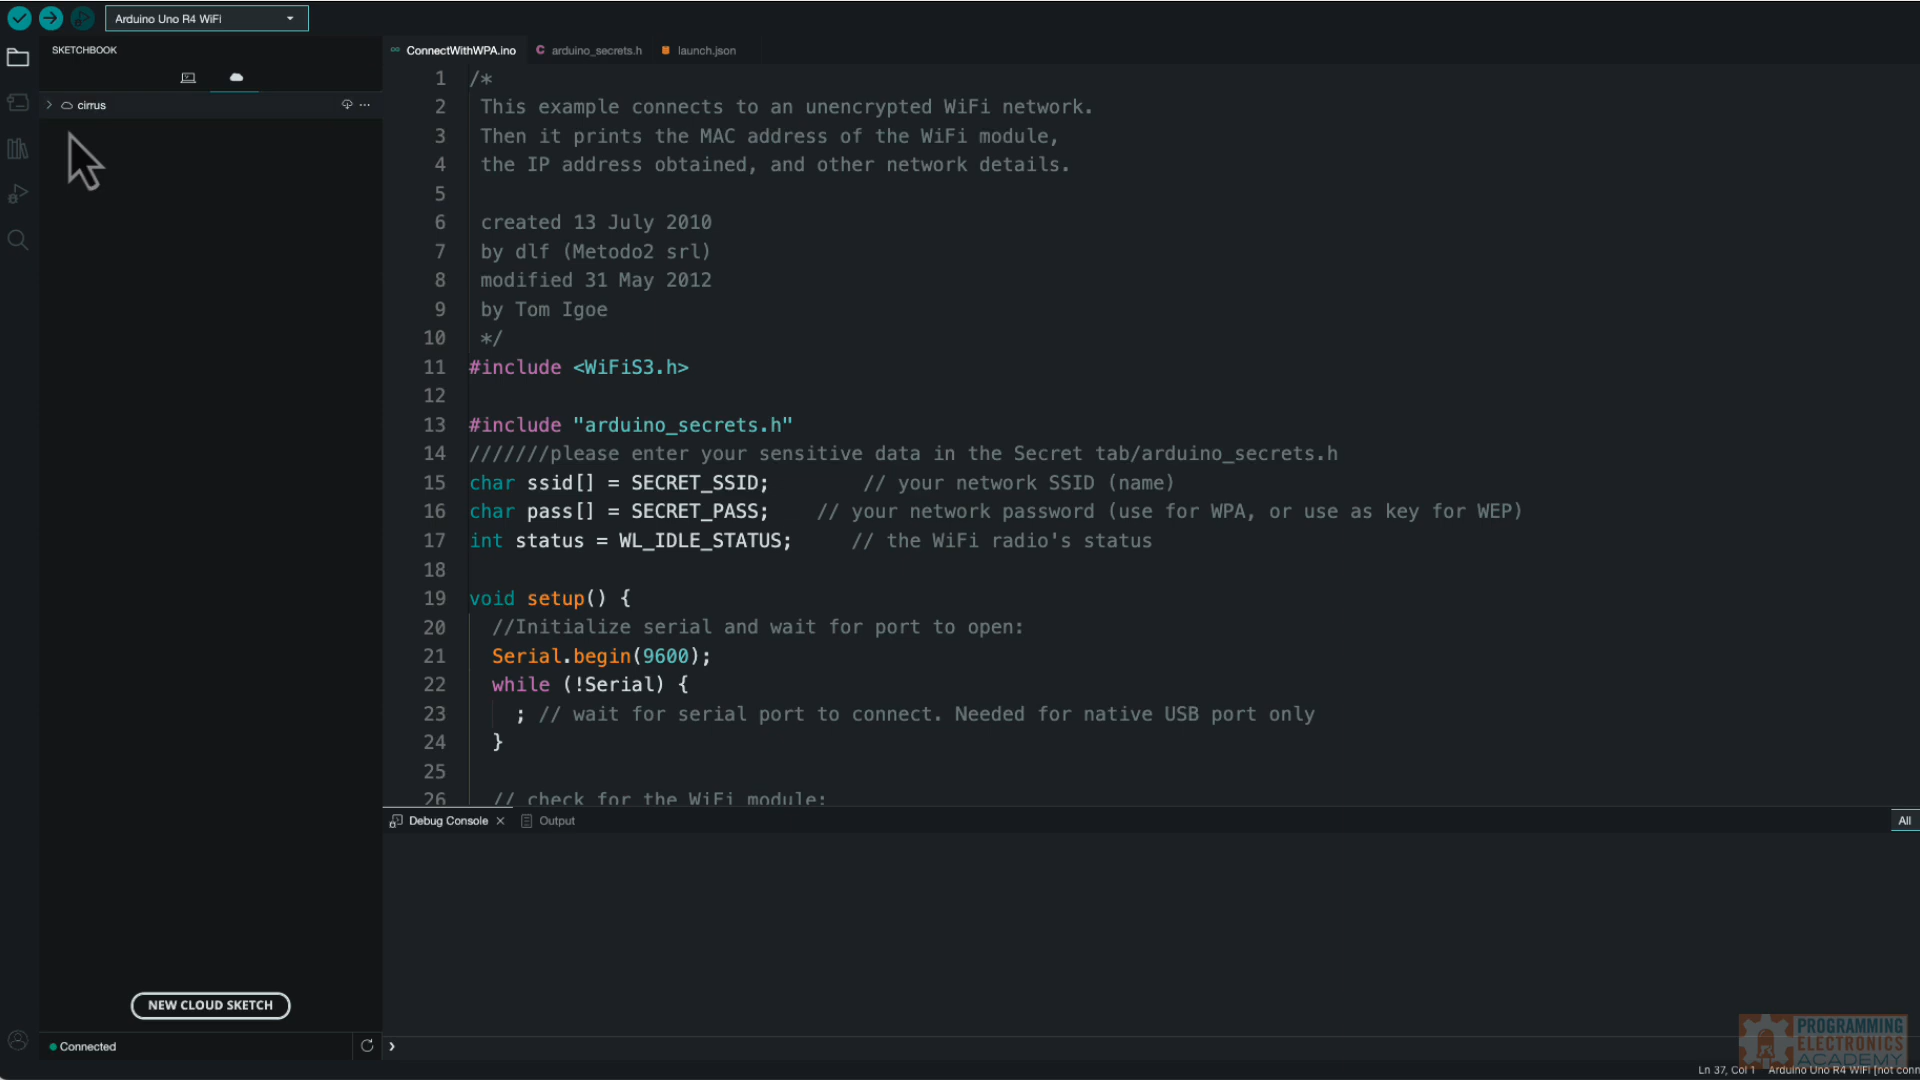 Arduino Uno R4 WiFi
SKETCHBOOK
cirrus
NEW CLOUD SKETCH
Connected
ConnectWithWPA.ino
arduino_secrets.h
launch.json
1 /*
2 This example connects to an unencrypted WiFi network.
3 Then it prints the MAC address of the WiFi module,
4 the IP address obtained, and other network details.
5
6 created 13 July 2010
7 by dlf (Metodo2 srl)
8 modified 31 May 2012
9 by Tom Igoe
10 */
11 #include <WiFiS3.h>
12
13 #include "arduino_secrets.h"
14 ///////please enter your sensitive data in the Secret tab/arduino_secrets.h
15 char ssid[] = SECRET_SSID;        // your network SSID (name)
16 char pass[] = SECRET_PASS;    // your network password (use for WPA, or use as key for WEP)
17 int status = WL_IDLE_STATUS;     // the WiFi radio's status
18
19 void setup() {
20 //Initialize serial and wait for port to open:
21 Serial.begin(9600);
22 while (!Serial) {
23 ; // wait for serial port to connect. Needed for native USB port only
24 }
25
26 // check for the WiFi module:
Debug Console
Output
All
PROGRAMMING
ELECTRONICS
ACADEMY
Ln 37, Col 1 Arduino Uno R4 WiFi [not conn